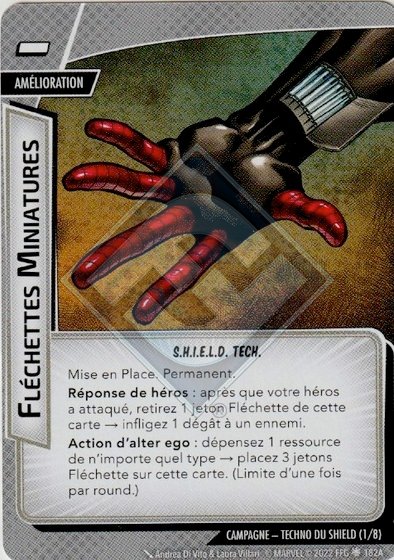 AMÉLIORATION
FLÉCHETTES MINIATURES
S.H.I.E.L.D. TECH.
Mise en Place. Permanent.
Réponse de héros : après que votre héros
a attaqué, retirez 1 jeton Fléchette de cette
carte → infligez 1 dégât à un ennemi.
Action d'alter ego : dépensez 1 ressource
de n'importe quel type → placez 3 jetons
Fléchette sur cette carte. (Limite d'une fois
par round.)
CAMPAGNE – TECHNO DU SHIELD (1/8)
Andrea Di Vito & Laura Villari © MARVEL © 2022 FFG 182A